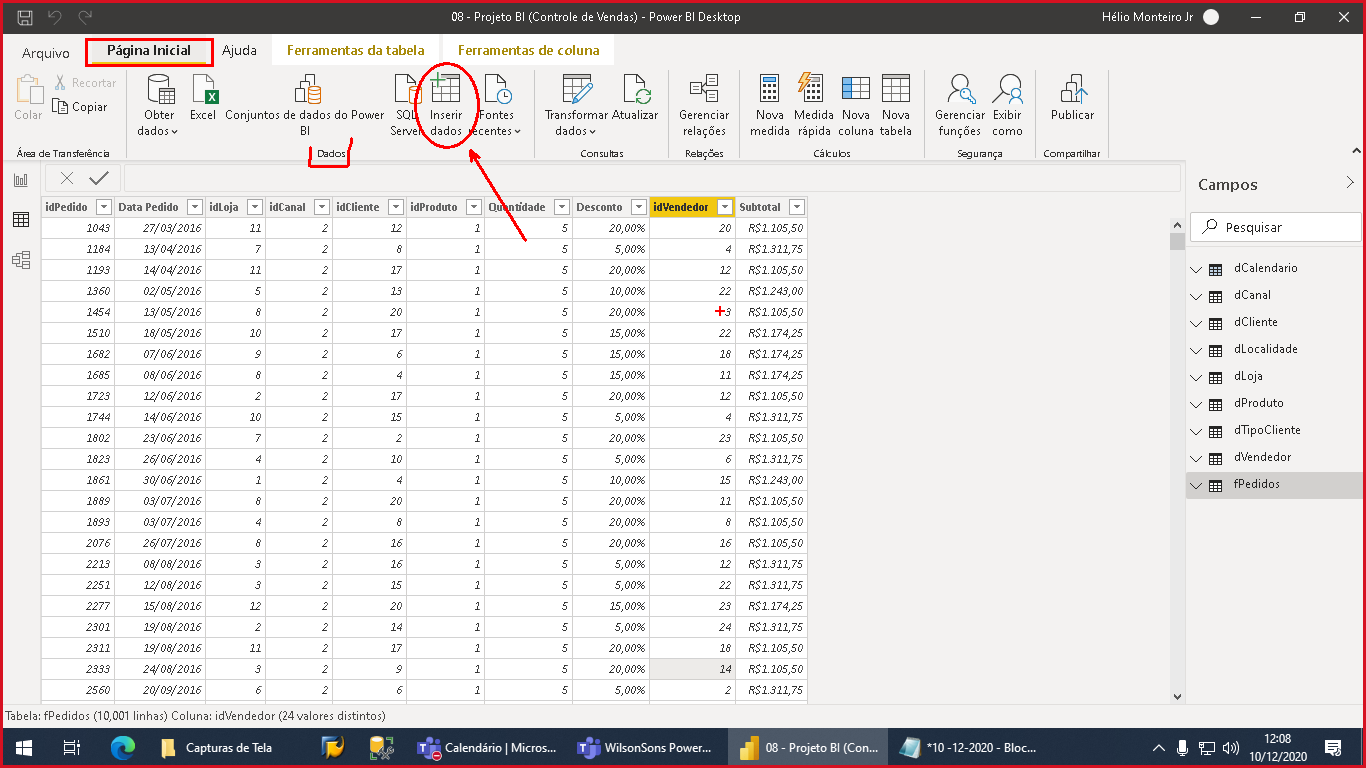 08 - Projeto BI (Controle de Vendas) - Power BI Desktop
Hélio Monteiro Jr
Arquivo
Página Inicial
Ajuda
Ferramentas da tabela
Ferramentas de coluna
Colar
Recortar
Copiar
Área de Transferência
Obter dados
Excel
Conjuntos de dados do Power BI
SQL Server
Inserir dados
Fontes recentes
Dados
Transformar dados
Atualizar
Consultas
Gerenciar relações
Relações
Nova medida
Medida rápida
Nova coluna
Nova tabela
Cálculos
Gerenciar funções
Exibir como
Segurança
Publicar
Compartilhar
idPedido Data Pedido idLoja idCanal idCliente idProduto Quantidade Desconto idVendedor Subtotal
1043 27/03/2016 11 2 12 1 5 20,00% 20 R$1.105,50
1184 13/04/2016 7 2 8 1 5 5,00% 4 R$1.311,75
1193 14/04/2016 11 2 17 1 5 20,00% 12 R$1.105,50
1360 02/05/2016 5 2 13 1 5 10,00% 22 R$1.243,00
1454 13/05/2016 8 2 20 1 5 20,00% 3 R$1.105,50
1510 18/05/2016 10 2 17 1 5 15,00% 22 R$1.174,25
1682 07/06/2016 9 2 6 1 5 15,00% 18 R$1.174,25
1685 08/06/2016 8 2 4 1 5 15,00% 11 R$1.174,25
1723 12/06/2016 2 2 17 1 5 20,00% 12 R$1.105,50
1744 14/06/2016 10 2 15 1 5 5,00% 4 R$1.311,75
1802 23/06/2016 7 2 2 1 5 20,00% 23 R$1.105,50
1823 26/06/2016 4 2 10 1 5 5,00% 6 R$1.311,75
1861 30/06/2016 1 2 4 1 5 10,00% 15 R$1.243,00
1889 03/07/2016 8 2 20 1 5 20,00% 11 R$1.105,50
1893 03/07/2016 4 2 8 1 5 20,00% 8 R$1.105,50
2076 26/07/2016 8 2 16 1 5 20,00% 16 R$1.105,50
2213 08/08/2016 3 2 16 1 5 5,00% 12 R$1.311,75
2251 12/08/2016 3 2 15 1 5 5,00% 22 R$1.311,75
2277 15/08/2016 12 2 20 1 5 15,00% 23 R$1.174,25
2301 19/08/2016 2 2 14 1 5 5,00% 24 R$1.311,75
2311 19/08/2016 11 2 17 1 5 20,00% 18 R$1.105,50
2333 24/08/2016 3 2 9 1 5 20,00% 14 R$1.105,50
2560 20/09/2016 6 2 6 1 5 5,00% 2 R$1.311,75
Campos
Pesquisar
dCalendario
dCanal
dCliente
dLocalidade
dLoja
dProduto
dTipoCliente
dVendedor
fPedidos
Tabela: fPedidos (10,001 linhas) Coluna: idVendedor (24 valores distintos)
Capturas de Tela
Calendário | Micros...
WilsonSons Power...
08 - Projeto BI (Con...
*10 -12-2020 - Bloc...
12:08
10/12/2020